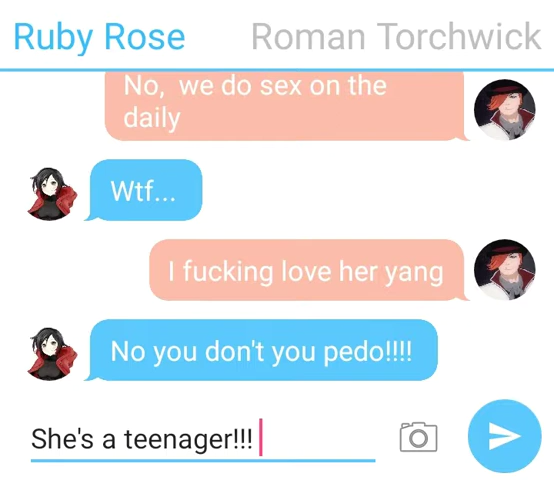 Ruby Rose Roman Torchwick
No, we do sex on the
daily
Wtf...
I fucking love her yang
No you don't you pedo!!!!
She's a teenager!!!